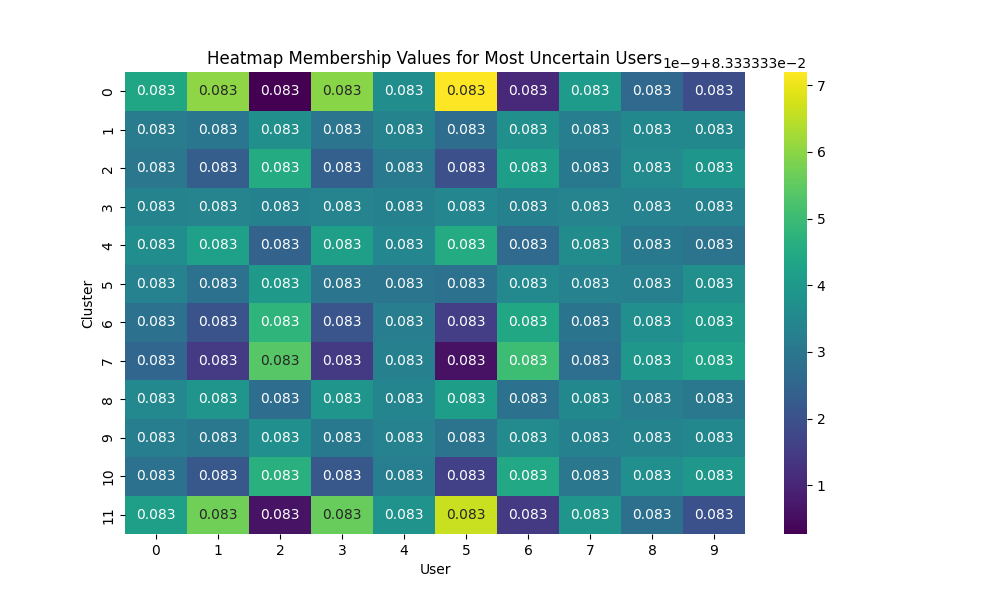 Heatmap Membership Values for Most Uncertain Users
1e−9+8.333333e−2
0 0.083 0.083 0.083 0.083 0.083 0.083 0.083 0.083 0.083 0.083
1 0.083 0.083 0.083 0.083 0.083 0.083 0.083 0.083 0.083 0.083
2 0.083 0.083 0.083 0.083 0.083 0.083 0.083 0.083 0.083 0.083
3 0.083 0.083 0.083 0.083 0.083 0.083 0.083 0.083 0.083 0.083
4 0.083 0.083 0.083 0.083 0.083 0.083 0.083 0.083 0.083 0.083
5 0.083 0.083 0.083 0.083 0.083 0.083 0.083 0.083 0.083 0.083
6 0.083 0.083 0.083 0.083 0.083 0.083 0.083 0.083 0.083 0.083
7 0.083 0.083 0.083 0.083 0.083 0.083 0.083 0.083 0.083 0.083
8 0.083 0.083 0.083 0.083 0.083 0.083 0.083 0.083 0.083 0.083
9 0.083 0.083 0.083 0.083 0.083 0.083 0.083 0.083 0.083 0.083
10 0.083 0.083 0.083 0.083 0.083 0.083 0.083 0.083 0.083 0.083
11 0.083 0.083 0.083 0.083 0.083 0.083 0.083 0.083 0.083 0.083
0 1 2 3 4 5 6 7 8 9
User
Cluster
7
6
5
4
3
2
1